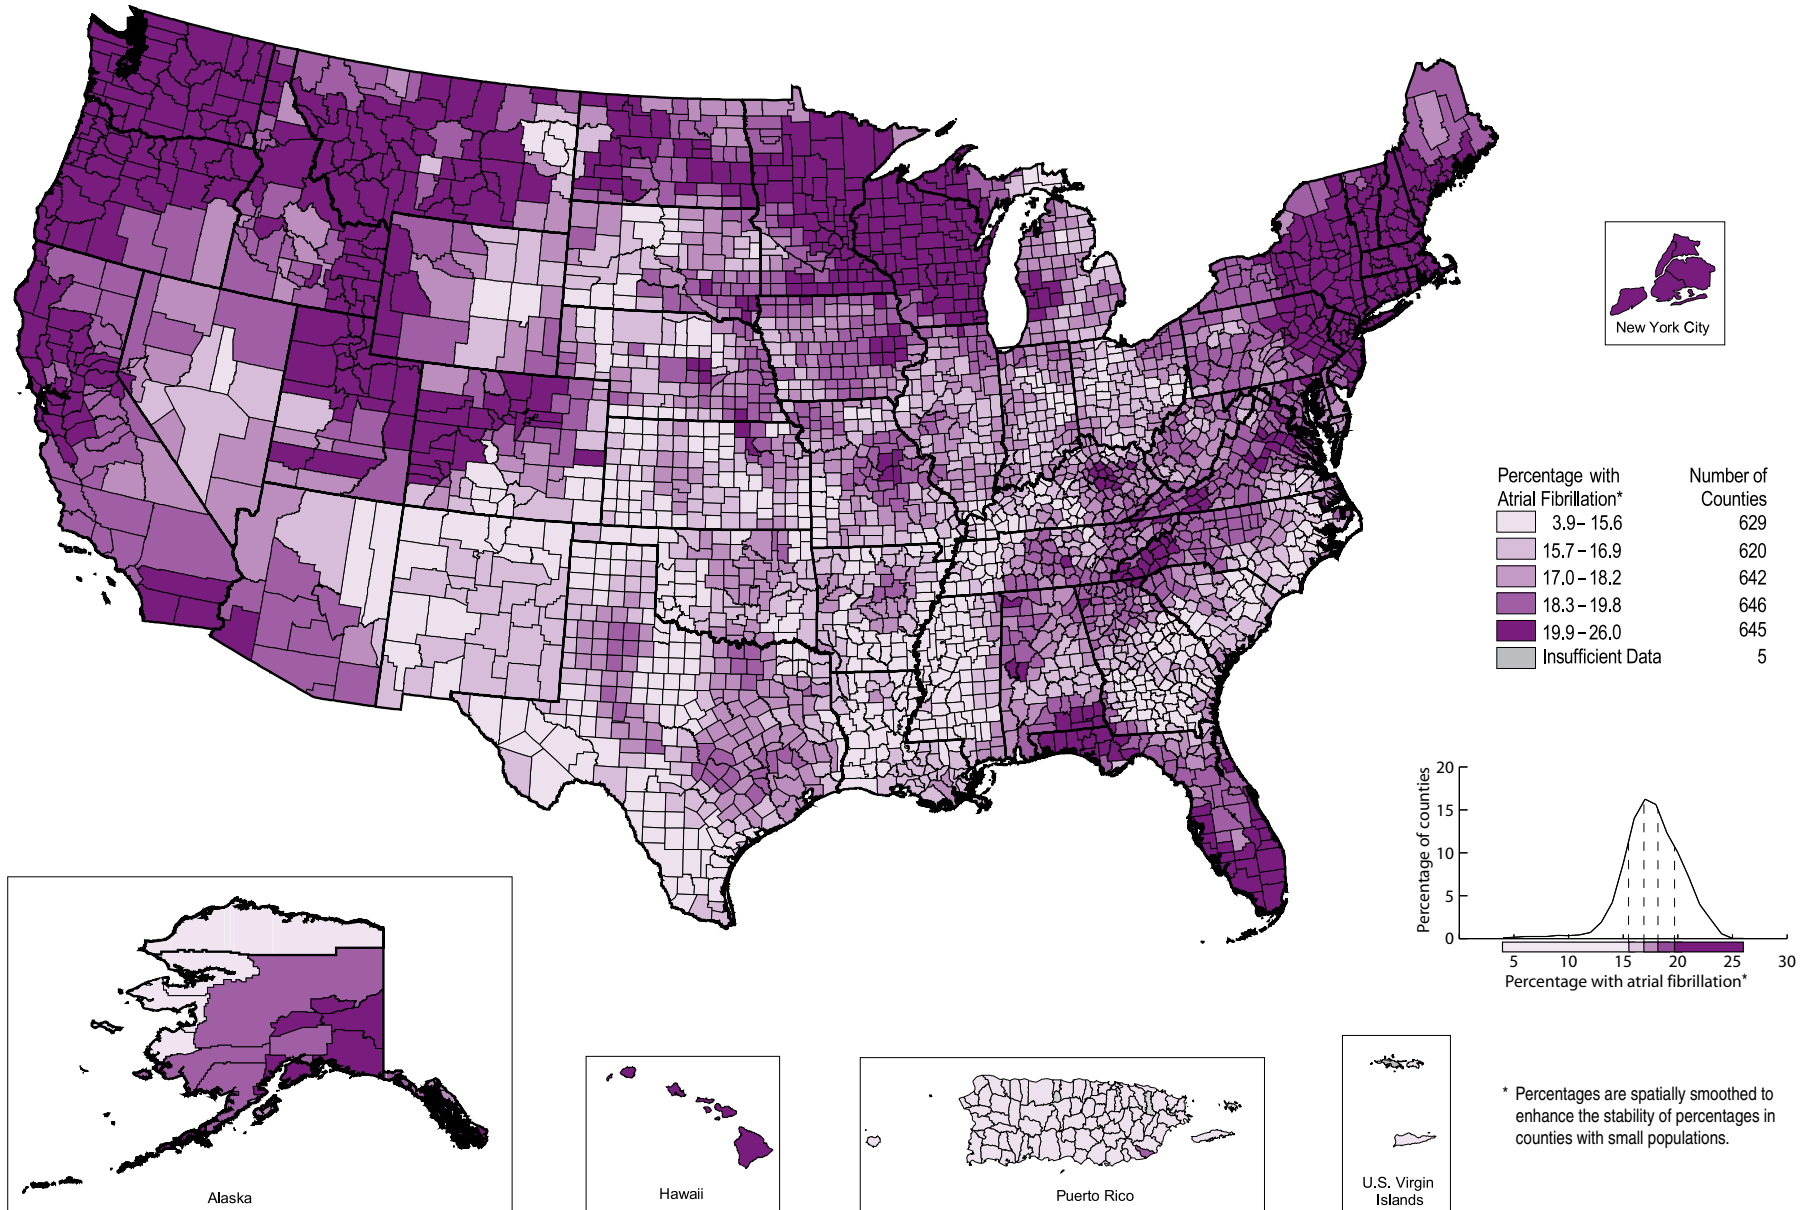 New York City
Percentage with Atrial Fibrillation*
Number of Counties
3.9 – 15.6 629
15.7 – 16.9 620
17.0 – 18.2 642
18.3 – 19.8 646
19.9 – 26.0 645
Insufficient Data 5
Percentage of counties
20
15
10
5
0
5 10 15 20 25 30
Percentage with atrial fibrillation*
Alaska
Hawaii
Puerto Rico
U.S. Virgin
Islands
* Percentages are spatially smoothed to
enhance the stability of percentages in
counties with small populations.